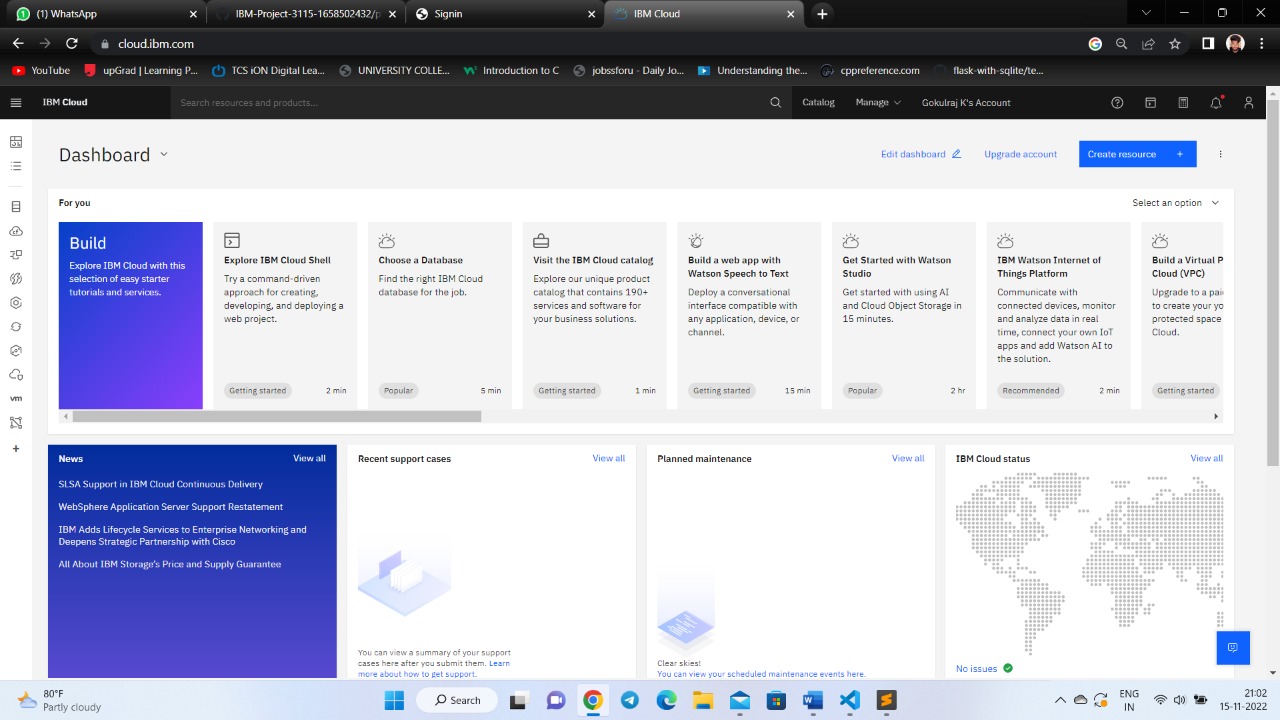 (1) WhatsApp
IBM-Project-3115-1658502432/p
Signin
IBM Cloud
cloud.ibm.com
YouTube
upGrad | Learning P...
TCS iON Digital Lea...
UNIVERSITY COLLE...
Introduction to C
jobssforu - Daily Jo...
Understanding the...
cppreference.com
flask-with-sqlite/te...
IBM Cloud
Search resources and products...
Catalog
Manage
Gokulraj K's Account
Dashboard
Edit dashboard
Upgrade account
Create resource +
For you
Select an option
Build
Explore IBM Cloud with this
selection of easy starter
tutorials and services.
Explore IBM Cloud Shell
Try a command-driven
approach for creating,
developing, and deploying a
web project.
Getting started 2 min
Choose a Database
Find the right IBM Cloud
database for the job.
Popular 5 min
Visit the IBM Cloud catalog
Explore our unique product
catalog that contains 190+
services and software for
your business solutions.
Getting started 1 min
Build a web app with
Watson Speech to Text
Deploy a conversational
interface compatible with
any application, device, or
channel.
Getting started 15 min
Get Started with Watson
Studio
Get started with using AI
and Cloud Object Storage in
15 minutes.
Popular 2 hr
IBM Watson Internet of
Things Platform
Communicate with
connected devices, monitor
and analyze data in real
time, connect your own IoT
apps and add Watson AI to
the solution.
Recommended 2 min
Build a Virtual P
Cloud (VPC)
Upgrade to a pai
to create your yo
protected space
Cloud.
Getting started
vm
News View all
SLSA Support in IBM Cloud Continuous Delivery
WebSphere Application Server Support Restatement
IBM Adds Lifecycle Services to Enterprise Networking and
Deepens Strategic Partnership with Cisco
All About IBM Storage's Price and Supply Guarantee
Recent support cases View all
You can view a summary of your support
cases here after you submit them. Learn
more about how to get support.
Planned maintenance View all
Clear skies!
You can view your scheduled maintenance events here.
IBM Cloud status View all
No issues
80°F
Partly cloudy
Search
ENG
IN
21:02
15-11-2022